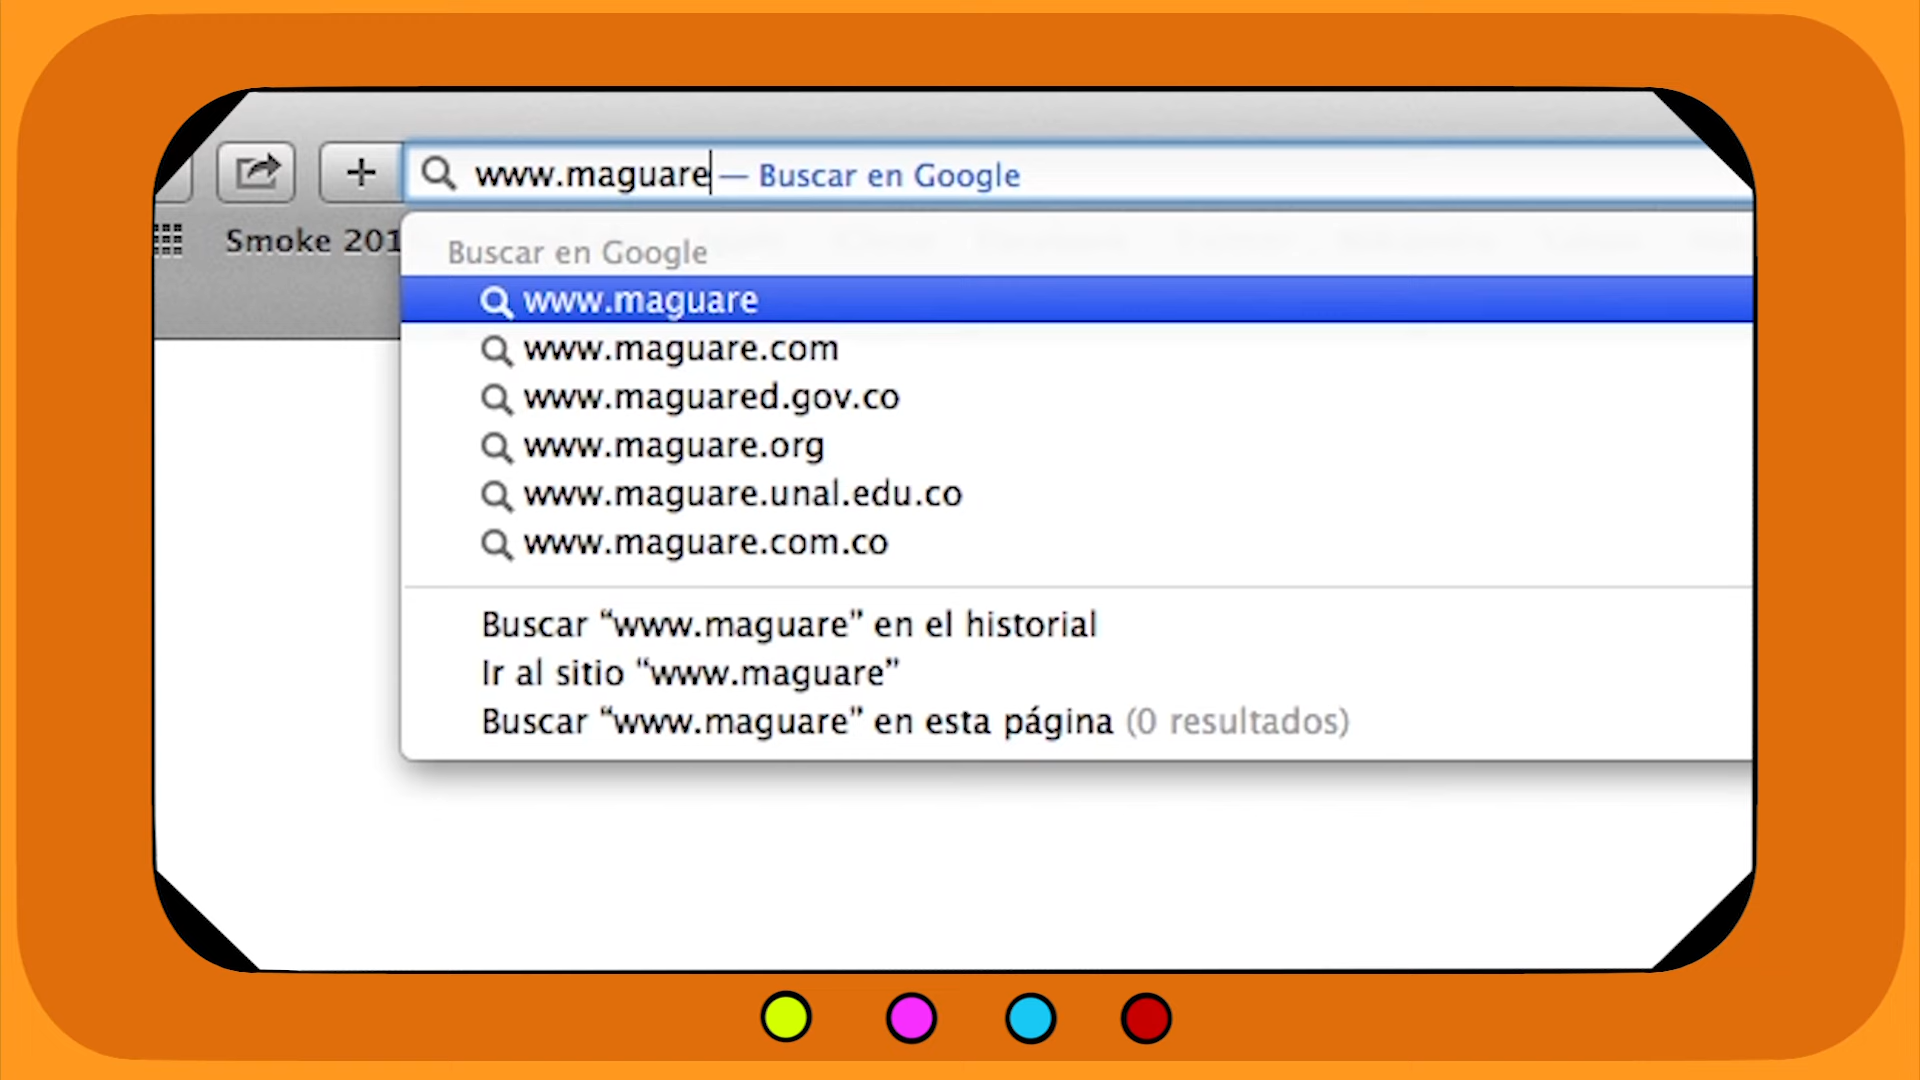 www.maguare — Buscar en Google
Smoke 201
Buscar en Google
www.maguare
www.maguare.com
www.maguared.gov.co
www.maguare.org
www.maguare.unal.edu.co
www.maguare.com.co
Buscar “www.maguare” en el historial
Ir al sitio “www.maguare”
Buscar “www.maguare” en esta página (0 resultados)